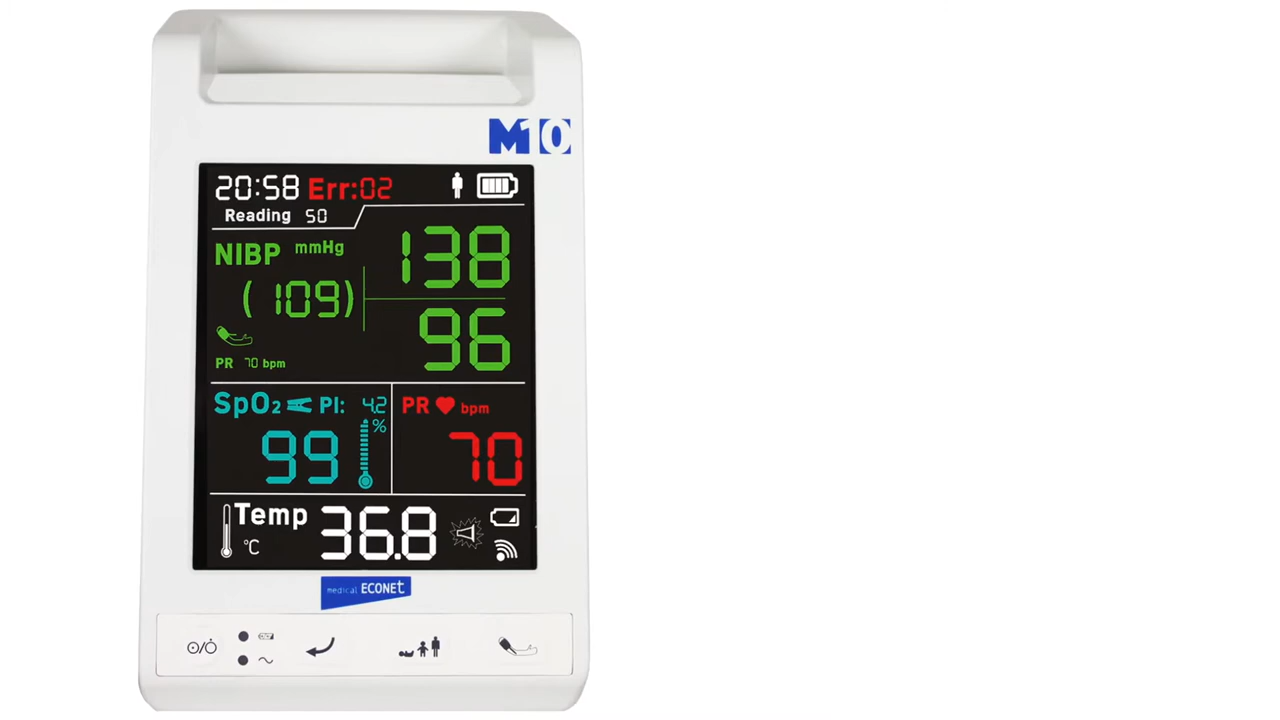 M10
20:58 Err:02
Reading 50
NIBP mmHg
138
(109)
96
PR 70 bpm
SpO₂ PI: 4.2
%
99
PR bpm
70
Temp
°C
36.8
medical ECONET